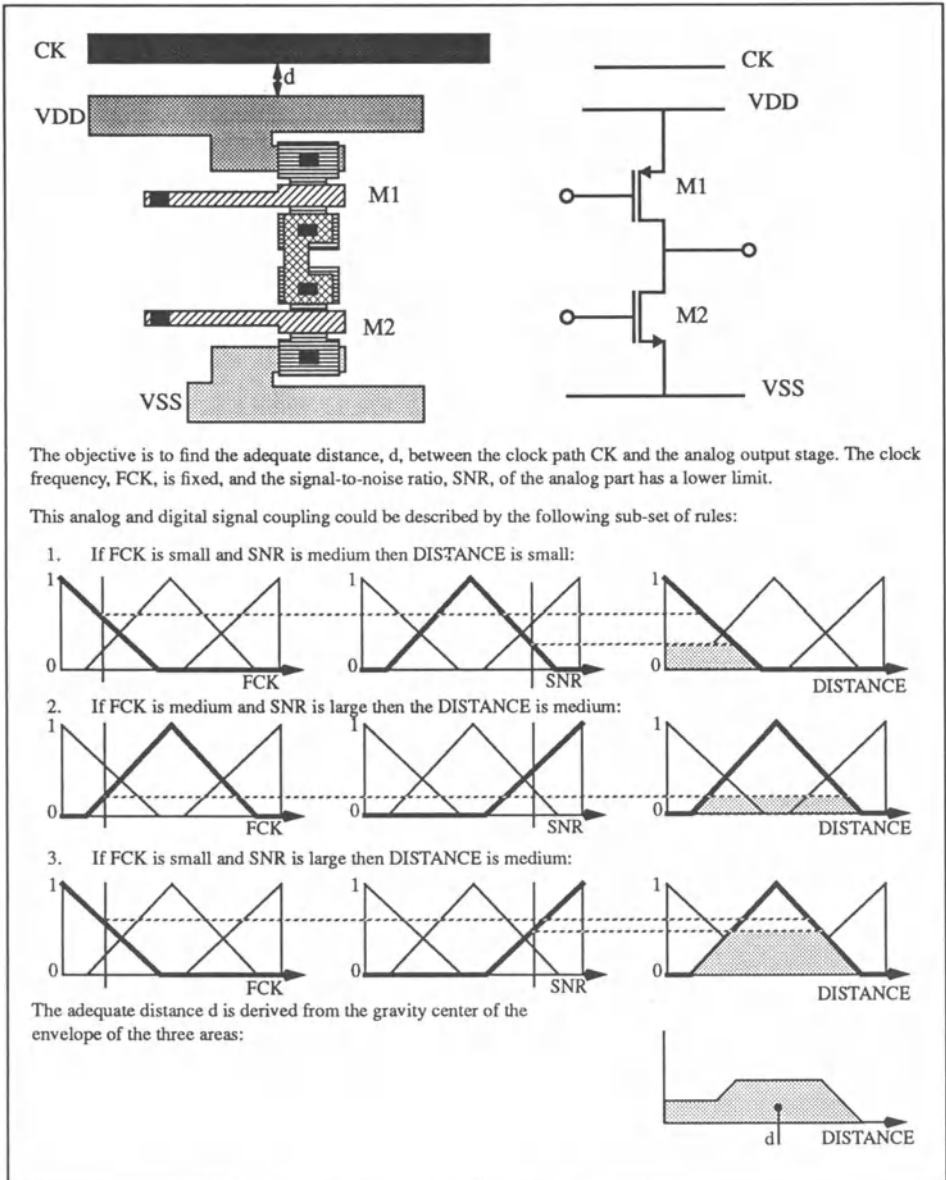 CK
d
VDD
M1
M2
VSS
CK
VDD
M1
M2
VSS
The objective is to find the adequate distance, d, between the clock path CK and the analog output stage. The clock
frequency, FCK, is fixed, and the signal-to-noise ratio, SNR, of the analog part has a lower limit.
This analog and digital signal coupling could be described by the following sub-set of rules:
1. If FCK is small and SNR is medium then DISTANCE is small:
1
0
FCK
1
0
SNR
1
0
DISTANCE
2. If FCK is medium and SNR is large then the DISTANCE is medium:
1
0
FCK
1
0
SNR
1
0
DISTANCE
3. If FCK is small and SNR is large then DISTANCE is medium:
1
0
FCK
1
0
SNR
1
0
DISTANCE
The adequate distance d is derived from the gravity center of the
envelope of the three areas:
d
DISTANCE